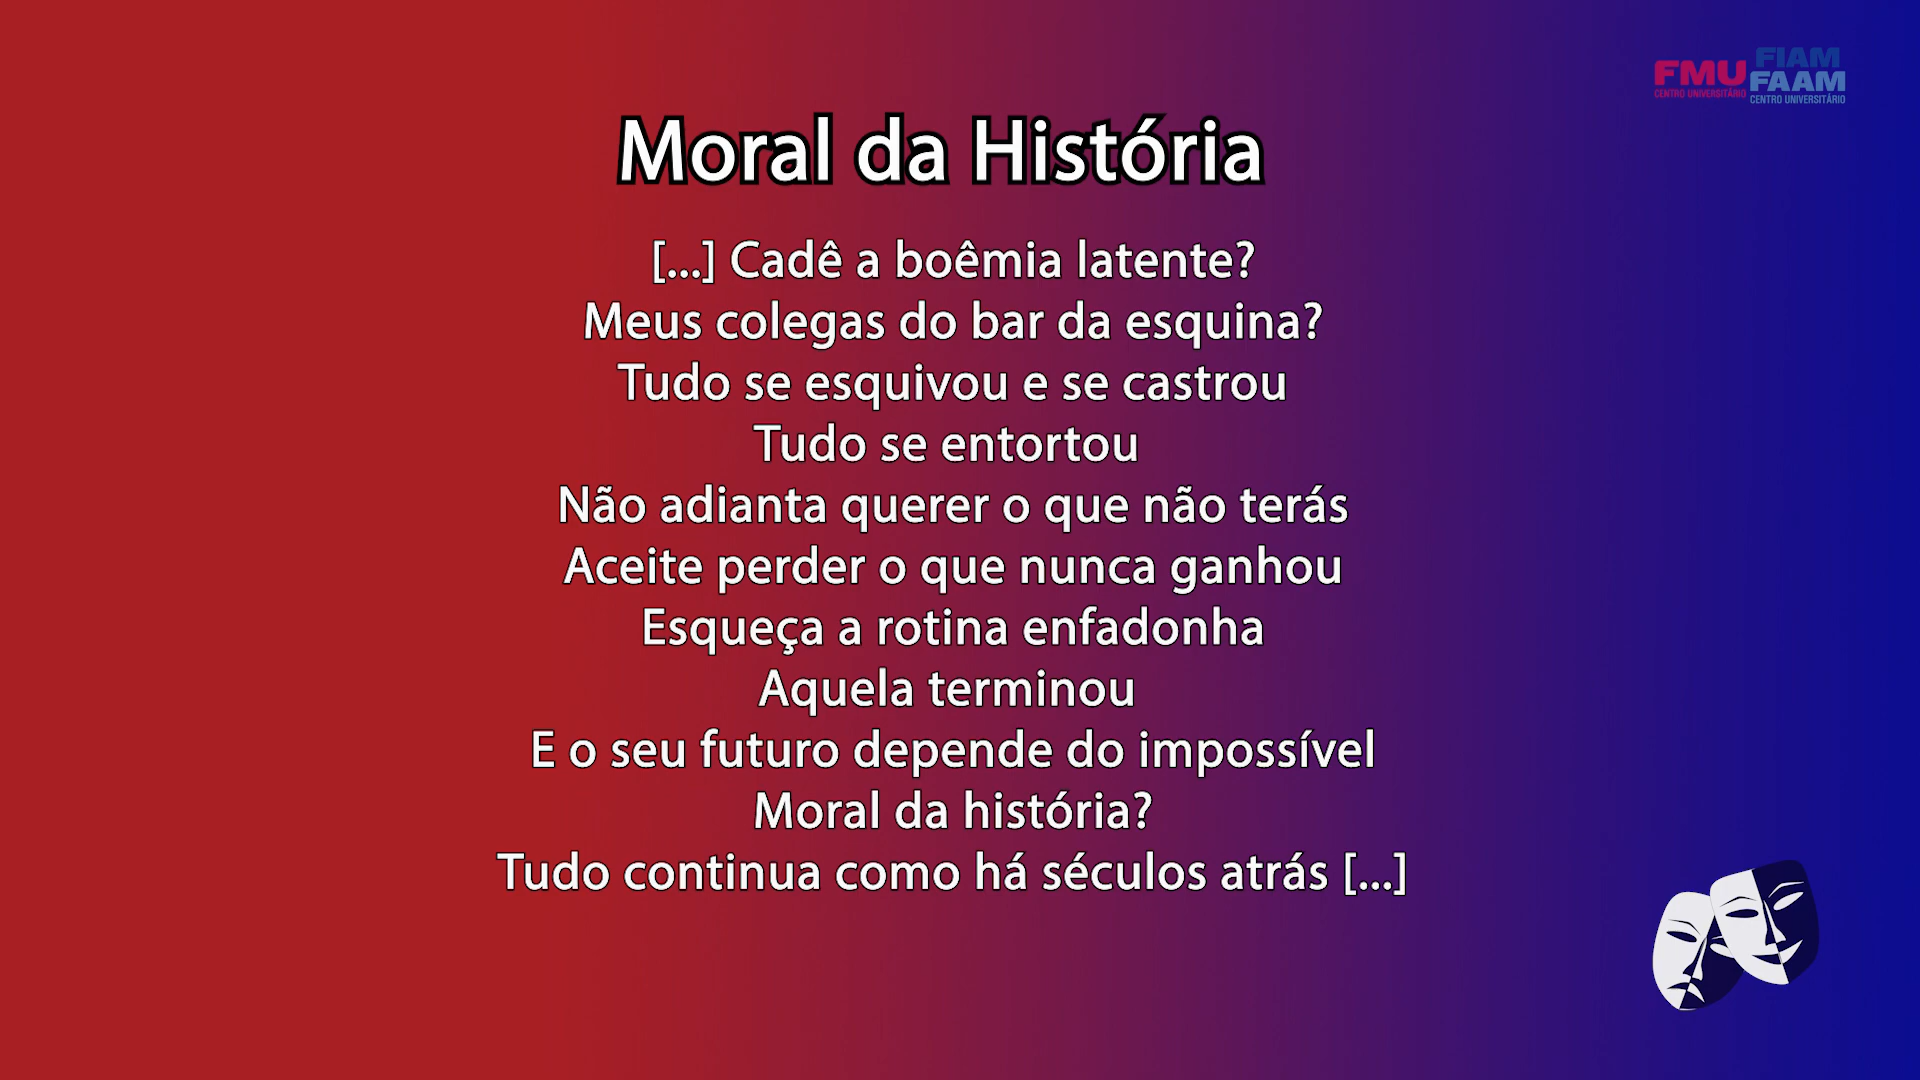 FMU FIAM FAAM
CENTRO UNIVERSITÁRIO CENTRO UNIVERSITÁRIO
Moral da História
[...] Cadê a boêmia latente?
Meus colegas do bar da esquina?
Tudo se esquivou e se castrou
Tudo se entortou
Não adianta querer o que não terás
Aceite perder o que nunca ganhou
Esqueça a rotina enfadonha
Aquela terminou
E o seu futuro depende do impossível
Moral da história?
Tudo continua como há séculos atrás [...]